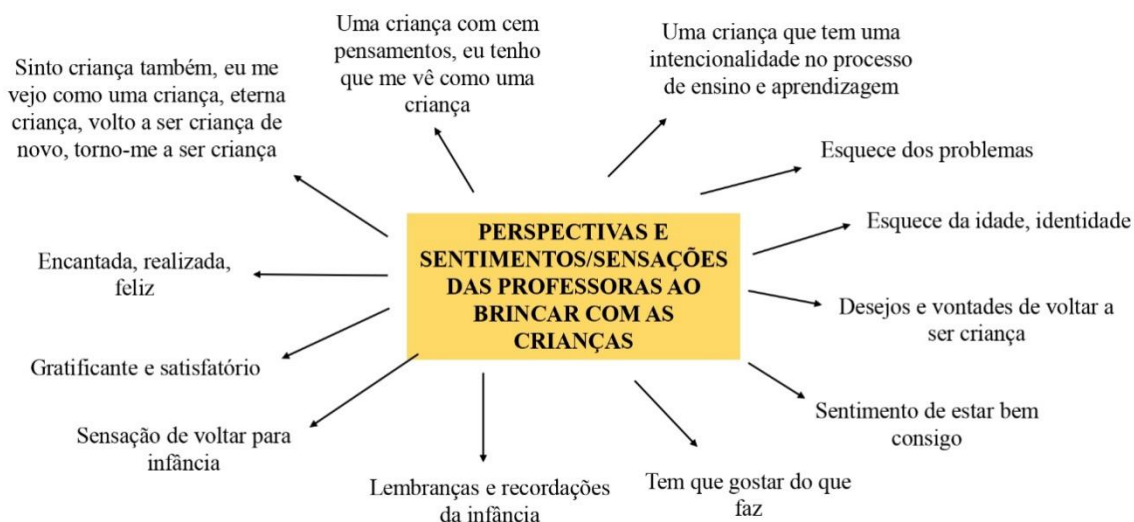 Uma criança com cem
pensamentos, eu tenho
que me vê como uma
criança
Uma criança que tem uma
intencionalidade no processo
de ensino e aprendizagem
Sinto criança também, eu me
vejo como uma criança, eterna
criança, volto a ser criança de
novo, torno-me a ser criança
Esquece dos problemas
Esquece da idade, identidade
PERSPECTIVAS E
SENTIMENTOS/SENSAÇÕES
DAS PROFESSORAS AO
BRINCAR COM AS
CRIANÇAS
Encantada, realizada,
feliz
Desejos e vontades de voltar a
ser criança
Gratificante e satisfatório
Sentimento de estar bem
consigo
Sensação de voltar para
infância
Lembranças e recordações
da infância
Tem que gostar do que
faz